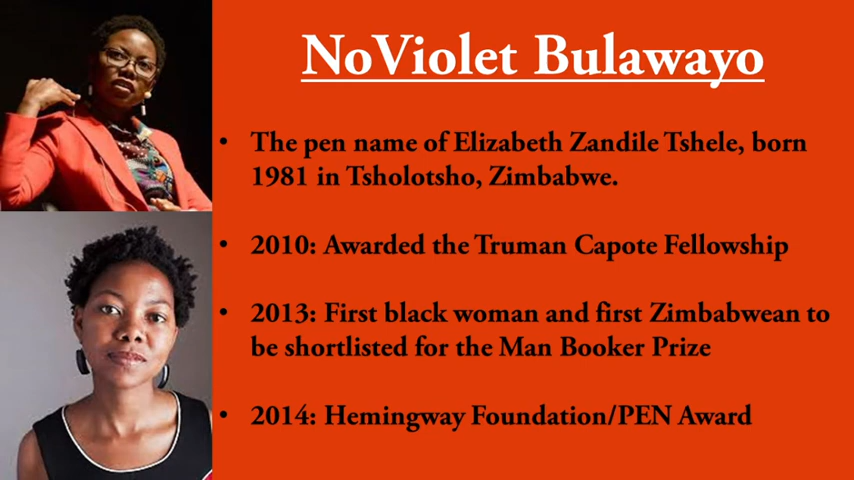 NoViolet Bulawayo
• The pen name of Elizabeth Zandile Tshele, born
1981 in Tsholotsho, Zimbabwe.
• 2010: Awarded the Truman Capote Fellowship
• 2013: First black woman and first Zimbabwean to
be shortlisted for the Man Booker Prize
• 2014: Hemingway Foundation/PEN Award